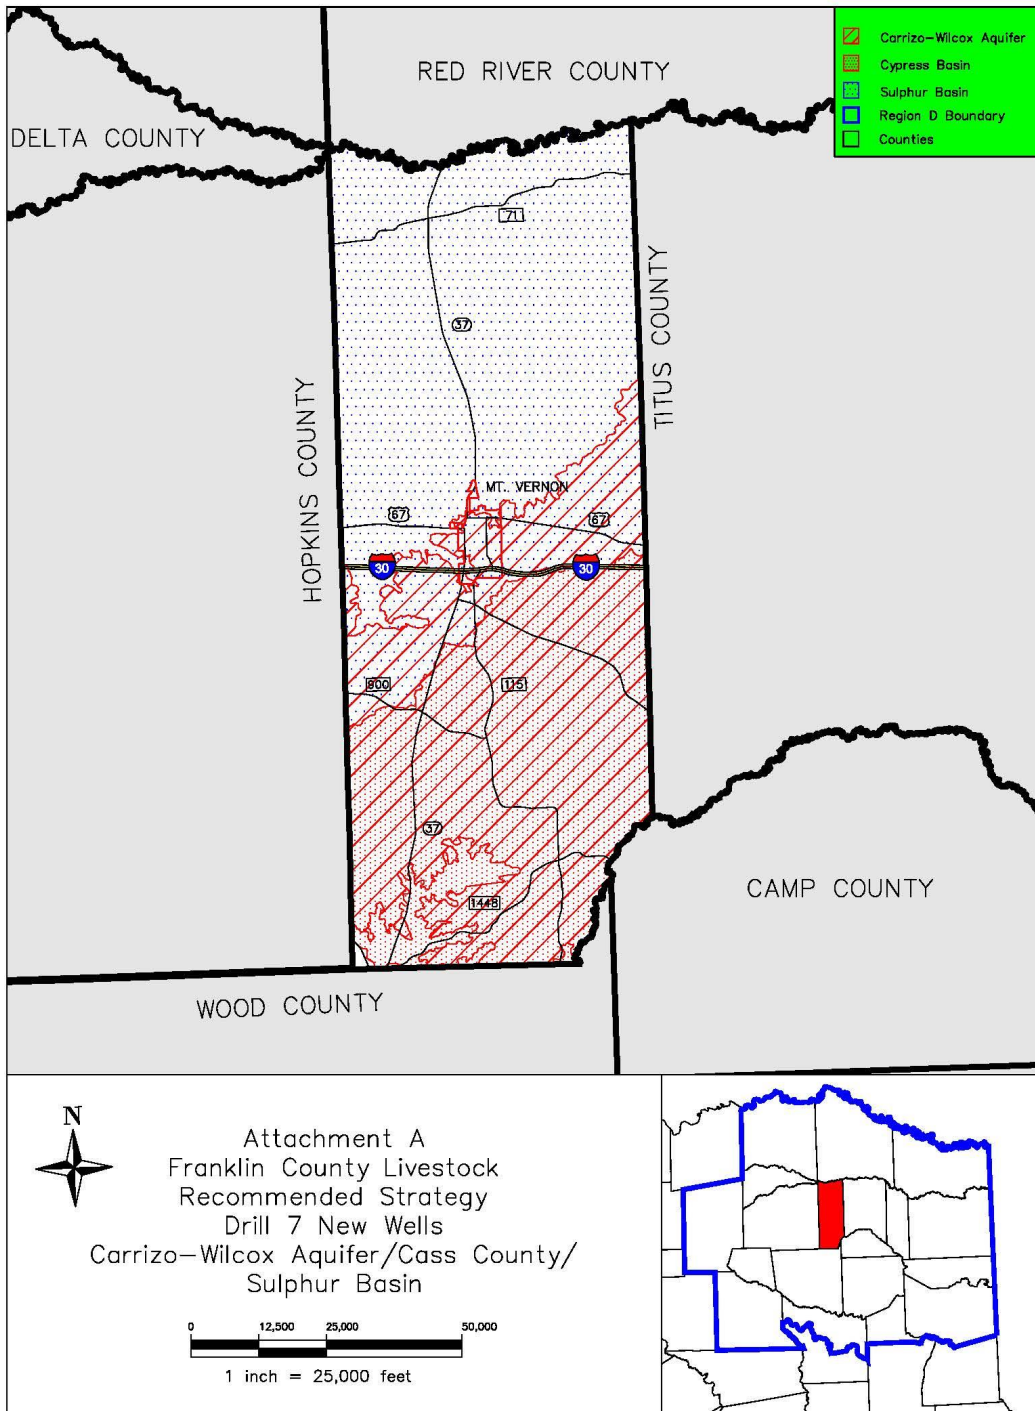 Carrizo-Wilcox Aquifer
Cypress Basin
Sulphur Basin
Region D Boundary
Counties
RED RIVER COUNTY
DELTA COUNTY
71
TITUS COUNTY
37
HOPKINS COUNTY
MT. VERNON
67
67
30
30
900
115
37
1448
CAMP COUNTY
WOOD COUNTY
N
Attachment A
Franklin County Livestock
Recommended Strategy
Drill 7 New Wells
Carrizo-Wilcox Aquifer/Cass County/
Sulphur Basin
0 12,500 25,000 50,000
1 inch = 25,000 feet